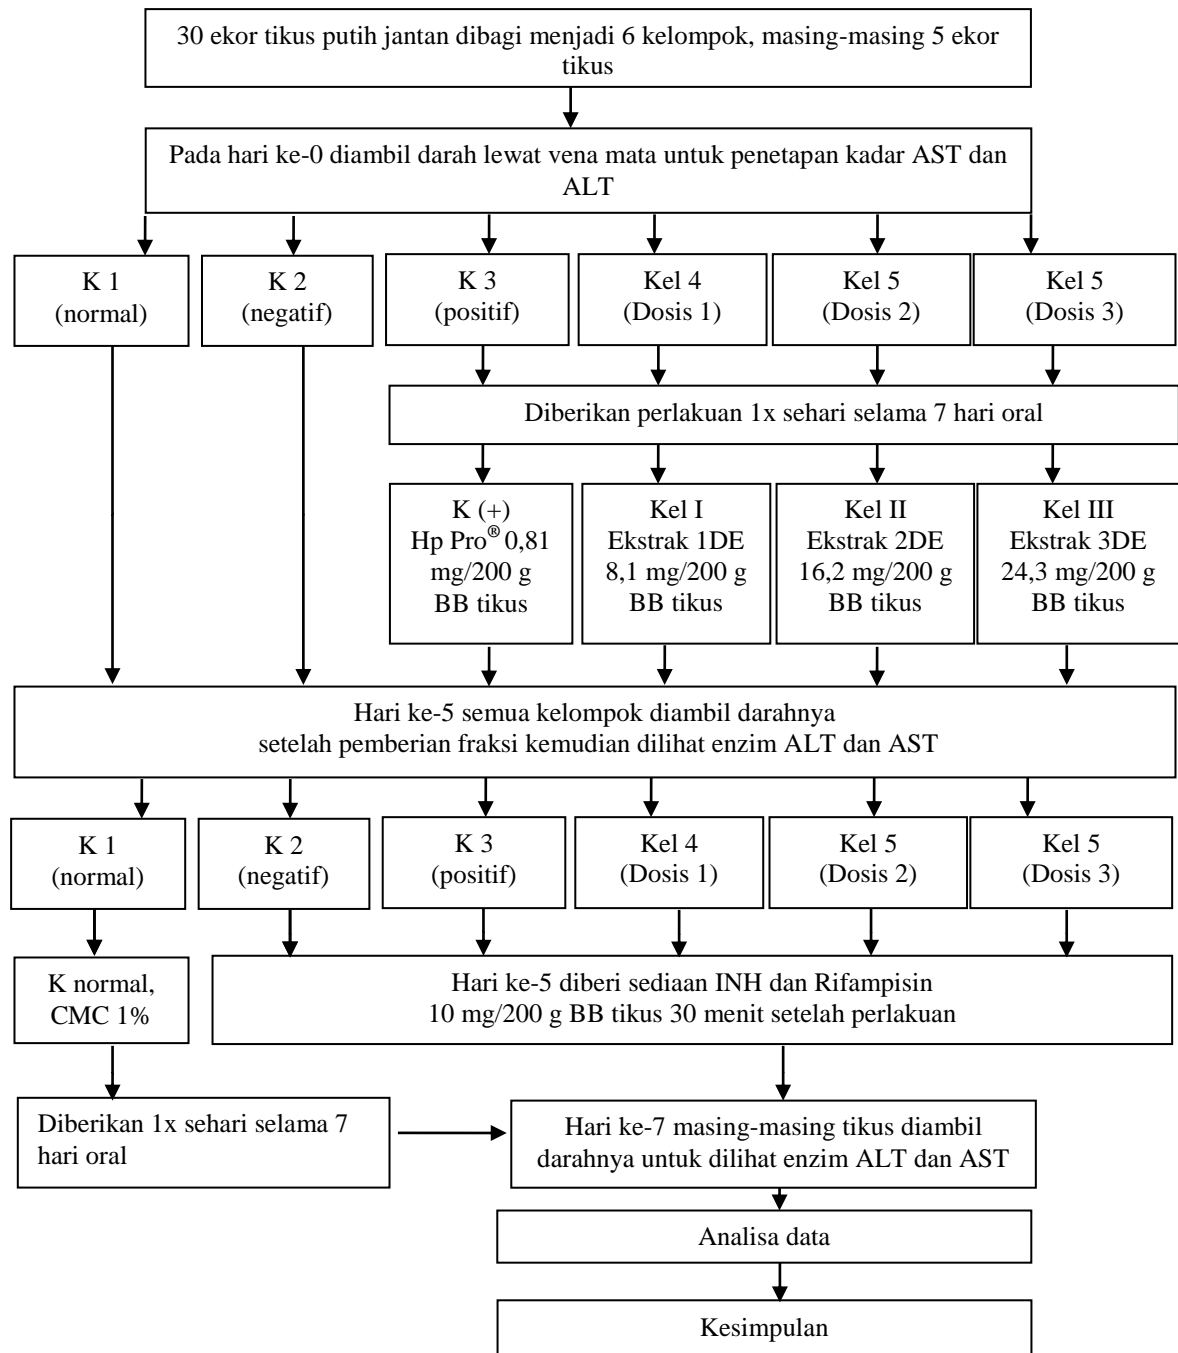 30 ekor tikus putih jantan dibagi menjadi 6 kelompok, masing-masing 5 ekor
tikus
Pada hari ke-0 diambil darah lewat vena mata untuk penetapan kadar AST dan
ALT
K 1
(normal)
K 2
(negatif)
K 3
(positif)
Kel 4
(Dosis 1)
Kel 5
(Dosis 2)
Kel 5
(Dosis 3)
Diberikan perlakuan 1x sehari selama 7 hari oral
K (+)
Hp Pro® 0,81
mg/200 g
BB tikus
Kel I
Ekstrak 1DE
8,1 mg/200 g
BB tikus
Kel II
Ekstrak 2DE
16,2 mg/200 g
BB tikus
Kel III
Ekstrak 3DE
24,3 mg/200 g
BB tikus
Hari ke-5 semua kelompok diambil darahnya
setelah pemberian fraksi kemudian dilihat enzim ALT dan AST
K 1
(normal)
K 2
(negatif)
K 3
(positif)
Kel 4
(Dosis 1)
Kel 5
(Dosis 2)
Kel 5
(Dosis 3)
K normal,
CMC 1%
Hari ke-5 diberi sediaan INH dan Rifampisin
10 mg/200 g BB tikus 30 menit setelah perlakuan
Diberikan 1x sehari selama 7
hari oral
Hari ke-7 masing-masing tikus diambil
darahnya untuk dilihat enzim ALT dan AST
Analisa data
Kesimpulan